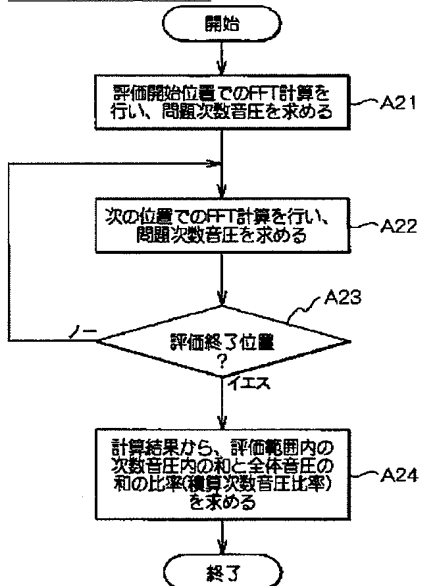 開始
評価開始位置でのFFT計算を
行い、問題次数音圧を求める
A21
次の位置でのFFT計算を行い、
問題次数音圧を求める
A22
A23
評価終了位置
?
ノー
イエス
計算結果から、評価範囲内の
次数音圧内の和と全体音圧の
和の比率(積算次数音圧比率)
を求める
A24
終了